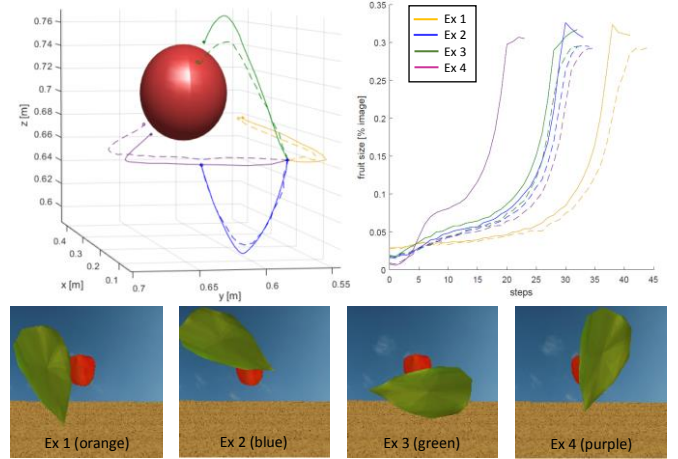 0.76
0.74
0.72
0.7
0.68
0.66
0.64
0.62
0.6
z [m]
0.4
0.3
0.2
0.1
x [m]
0.7
0.65
0.6
0.55
y [m]
0.35
0.3
0.25
0.2
0.15
0.1
0.05
0
fruit size [% image]
0
5
10
15
20
25
30
35
40
45
steps
Ex 1
Ex 2
Ex 3
Ex 4
Ex 1 (orange)
Ex 2 (blue)
Ex 3 (green)
Ex 4 (purple)